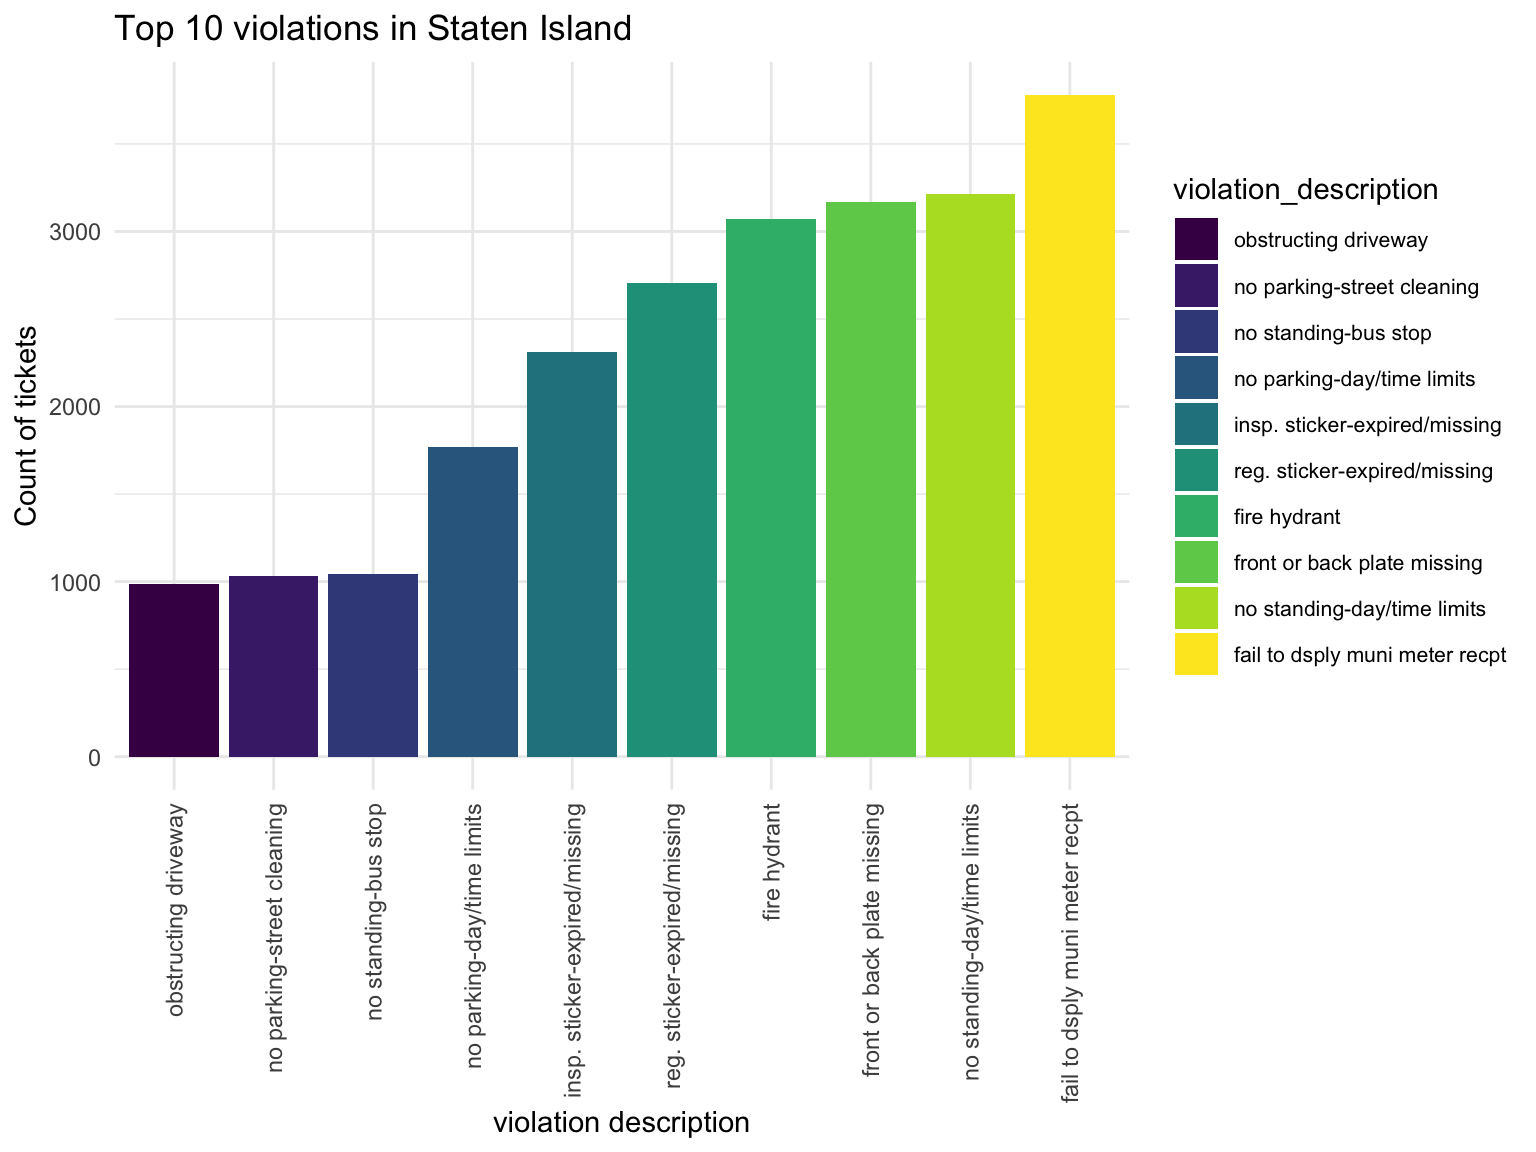 Top 10 violations in Staten Island
Count of tickets
3000
2000
1000
0
obstructing driveway
no parking-street cleaning
no standing-bus stop
no parking-day/time limits
insp. sticker-expired/missing
reg. sticker-expired/missing
fire hydrant
front or back plate missing
no standing-day/time limits
fail to dsply muni meter recpt
violation description
violation_description
obstructing driveway
no parking-street cleaning
no standing-bus stop
no parking-day/time limits
insp. sticker-expired/missing
reg. sticker-expired/missing
fire hydrant
front or back plate missing
no standing-day/time limits
fail to dsply muni meter recpt